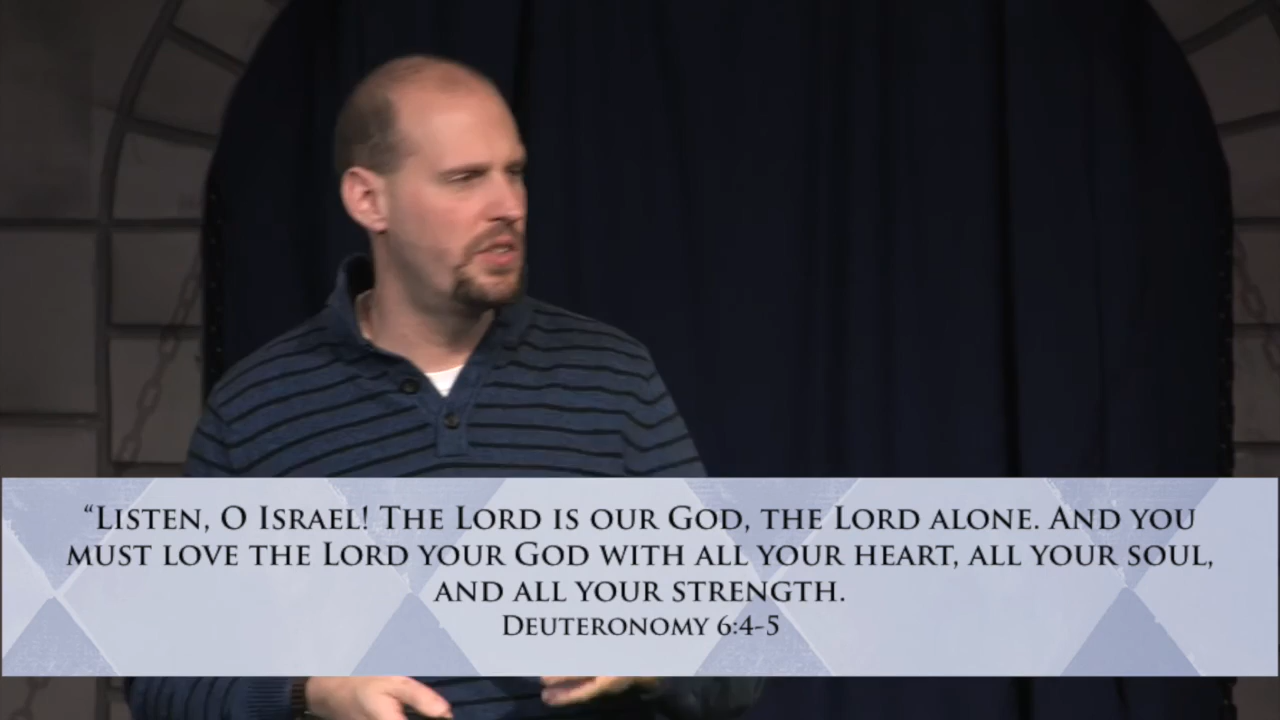 “Listen, O Israel! The Lord is our God, the Lord alone. And you
must love the Lord your God with all your heart, all your soul,
and all your strength.
Deuteronomy 6:4-5